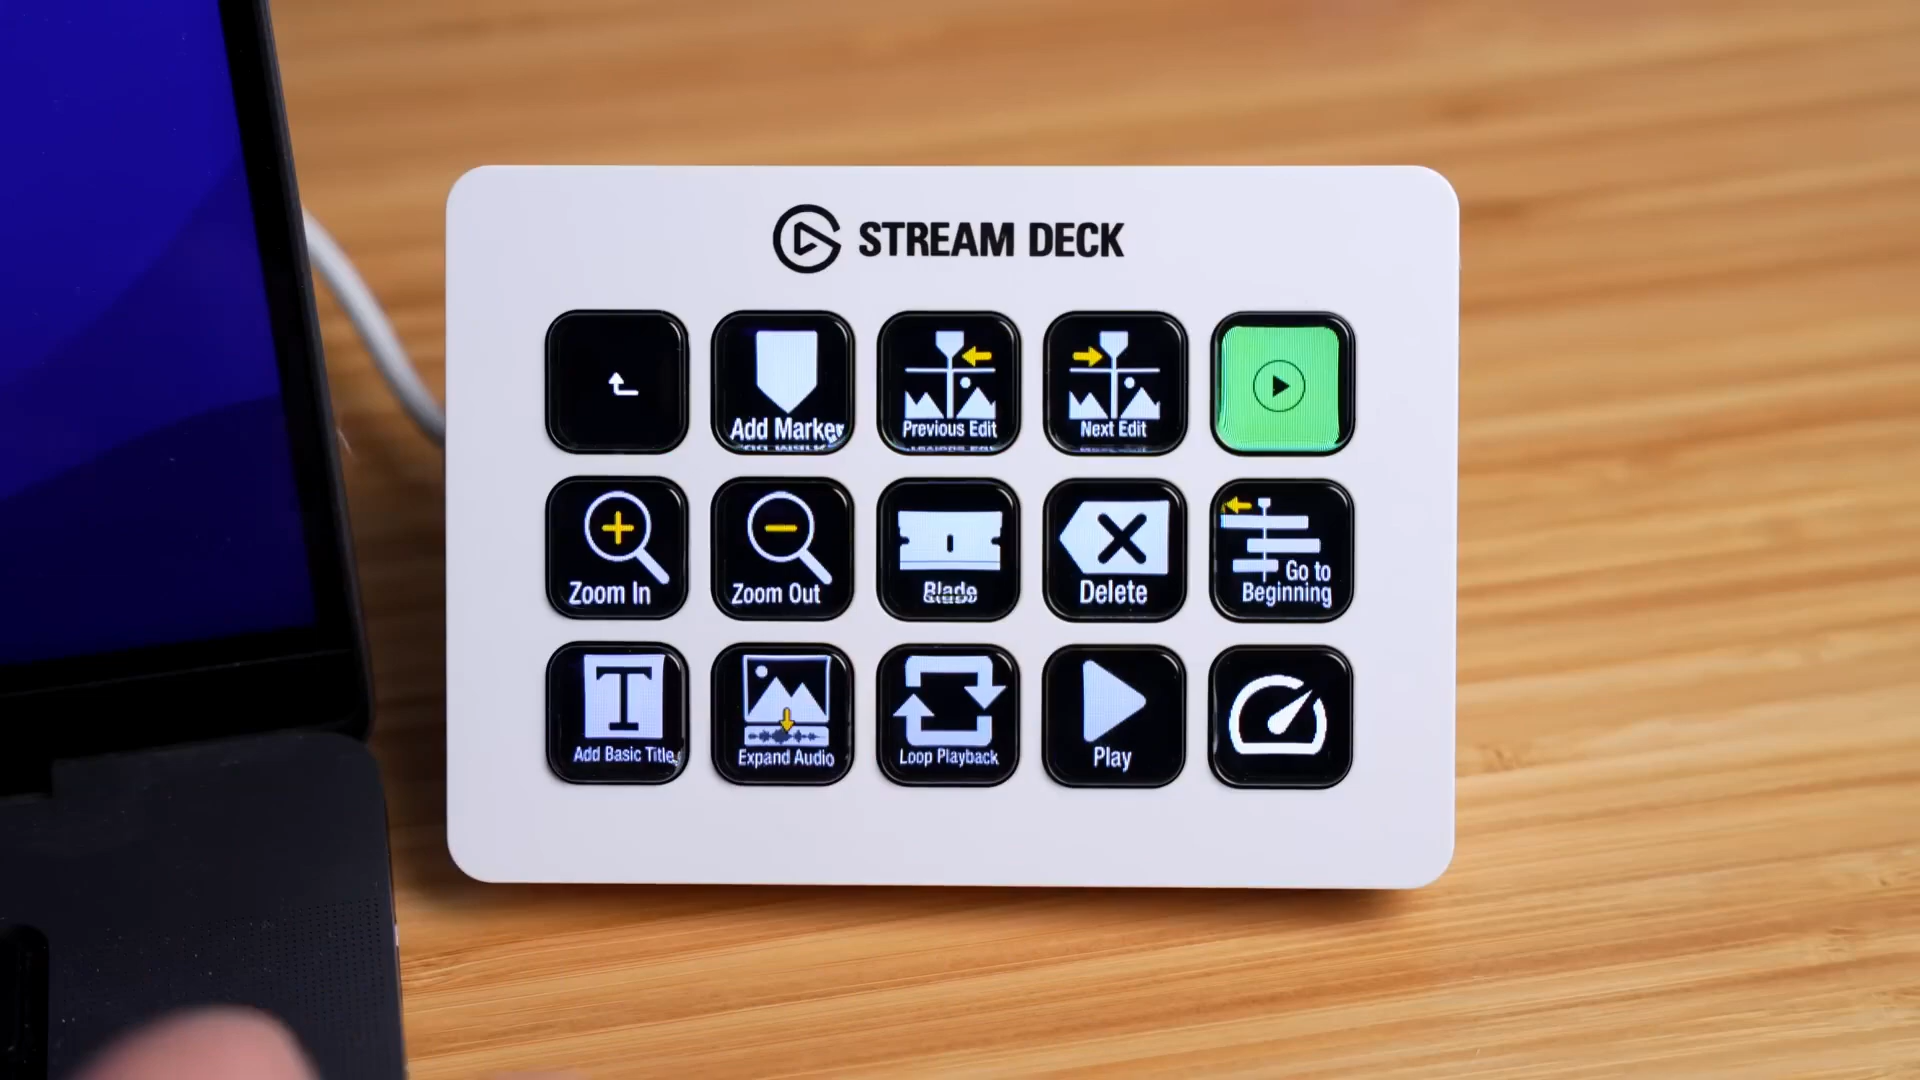 STREAM DECK
Add Marker
Previous Edit
Next Edit
Zoom In
Zoom Out
Blade
Delete
Go to
Beginning
T
Add Basic Title
Expand Audio
Loop Playback
Play